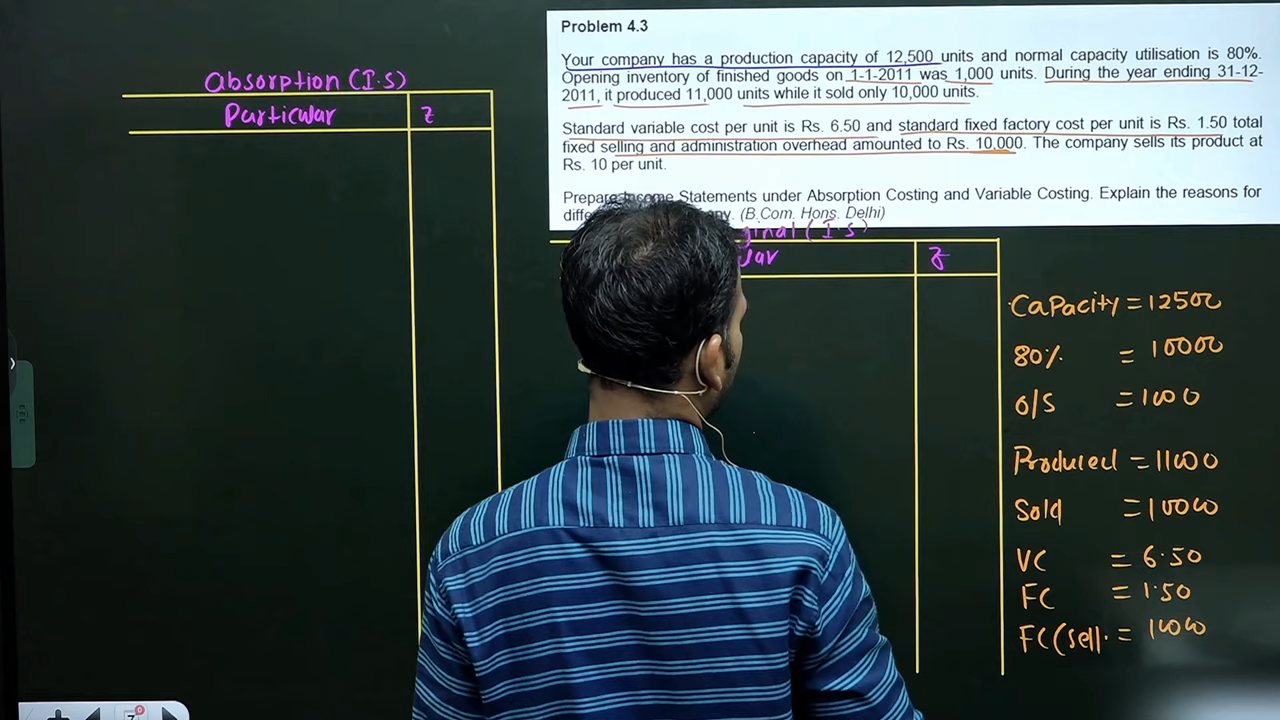 Problem 4.3
Your company has a production capacity of 12,500 units and normal capacity utilisation is 80%.
Opening inventory of finished goods on 1-1-2011 was 1,000 units. During the year ending 31-12-
2011, it produced 11,000 units while it sold only 10,000 units.
Standard variable cost per unit is Rs. 6.50 and standard fixed factory cost per unit is Rs. 1.50 total
fixed selling and administration overhead amounted to Rs. 10,000. The company sells its product at
Rs. 10 per unit.
Prepare Income Statements under Absorption Costing and Variable Costing. Explain the reasons for
(B.Com. Hons. Delhi)
Absorption (I.S)
Particular ₹
(I.S)
₹
Capacity = 12500
80% = 10000
O/S = 1000
Produced = 11000
Sold = 10000
VC = 6.50
FC = 1.50
FC (sell. =